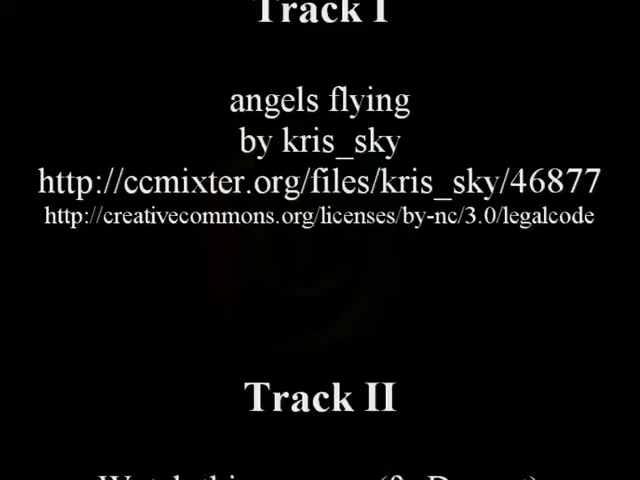 Track I
angels flying
by kris_sky
http://ccmixter.org/files/kris_sky/46877
http://creativecommons.org/licenses/by-nc/3.0/legalcode
Track II